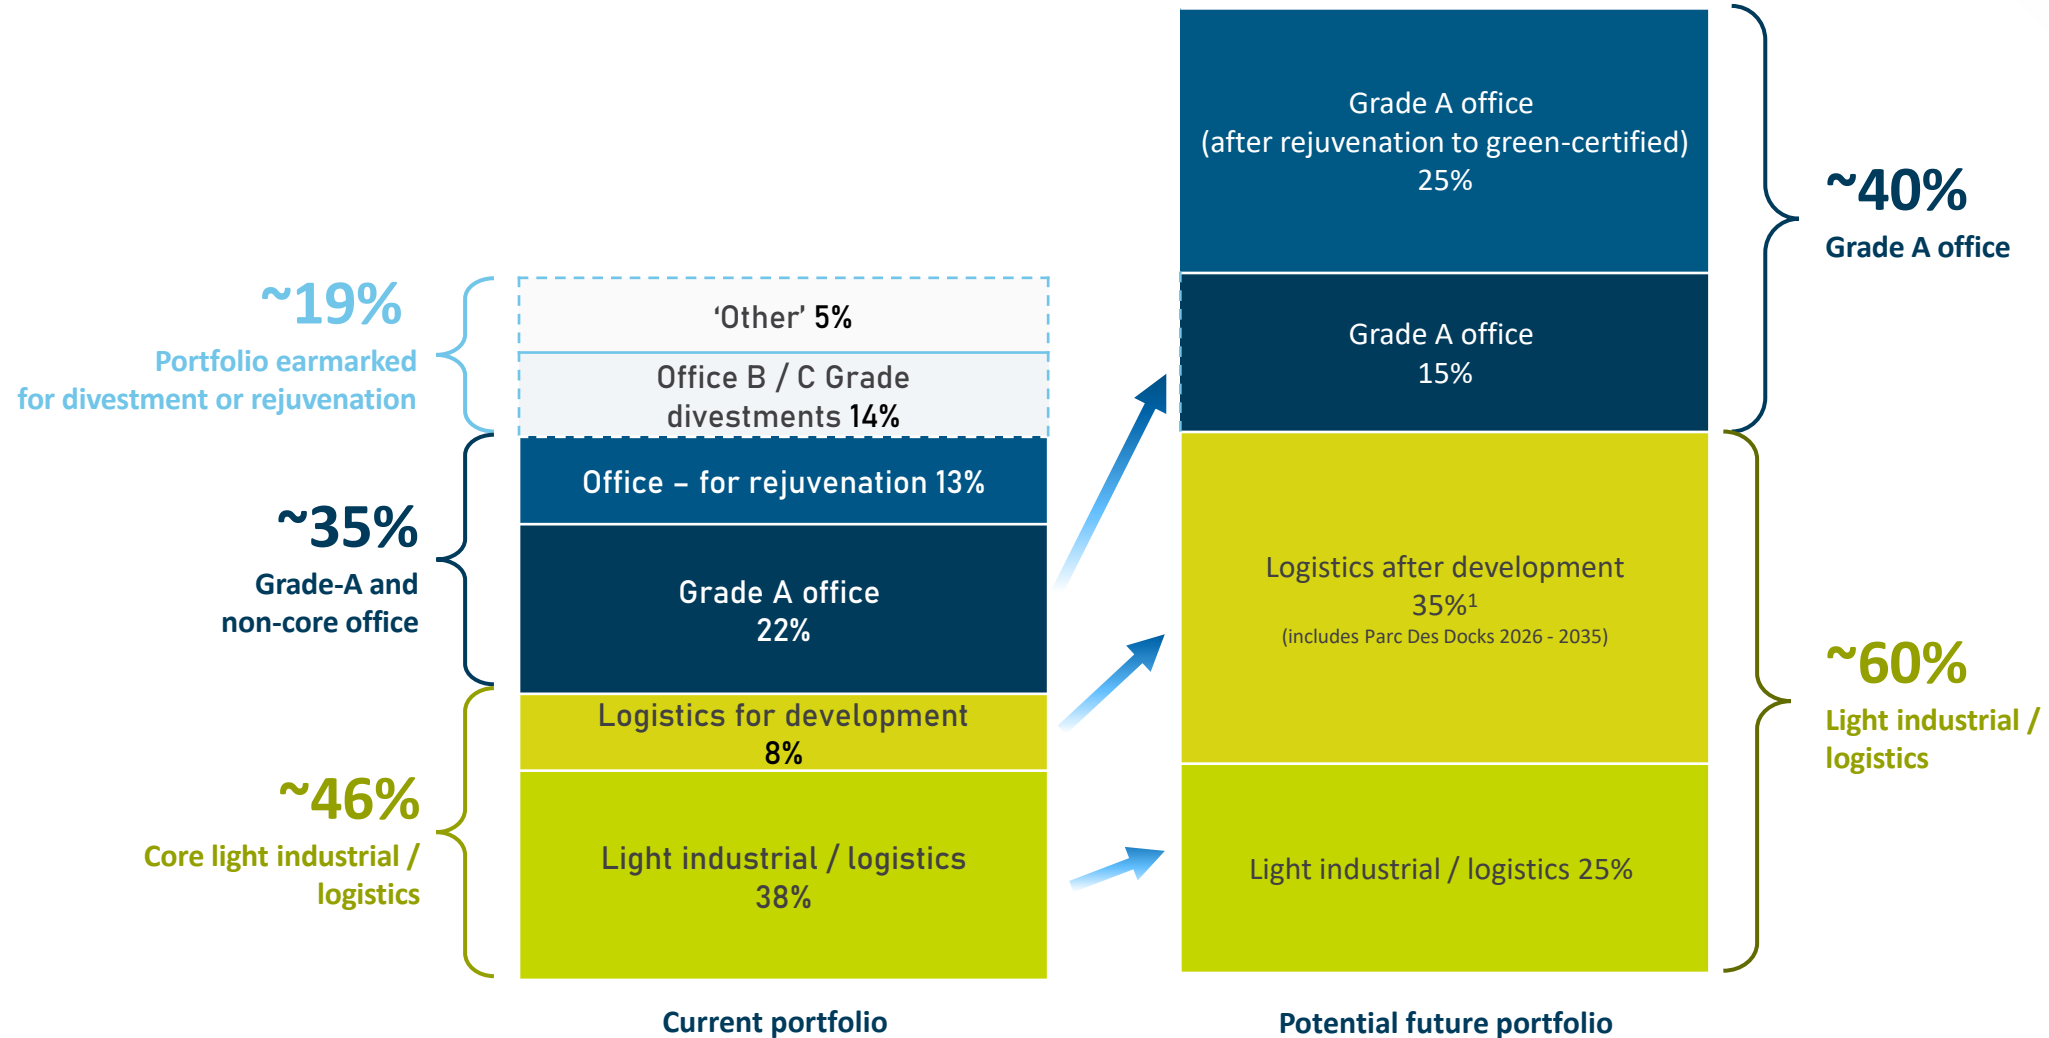 ~19%
Portfolio earmarked
for divestment or rejuvenation
~35%
Grade-A and
non-core office
~46%
Core light industrial /
logistics
‘Other’ 5%
Office B / C Grade
divestments 14%
Office – for rejuvenation 13%
Grade A office
22%
Logistics for development
8%
Light industrial / logistics
38%
Current portfolio
Grade A office
(after rejuvenation to green-certified)
25%
Grade A office
15%
Logistics after development
35%¹
(includes Parc Des Docks 2026 - 2035)
Light industrial / logistics 25%
Potential future portfolio
~40%
Grade A office
~60%
Light industrial /
logistics